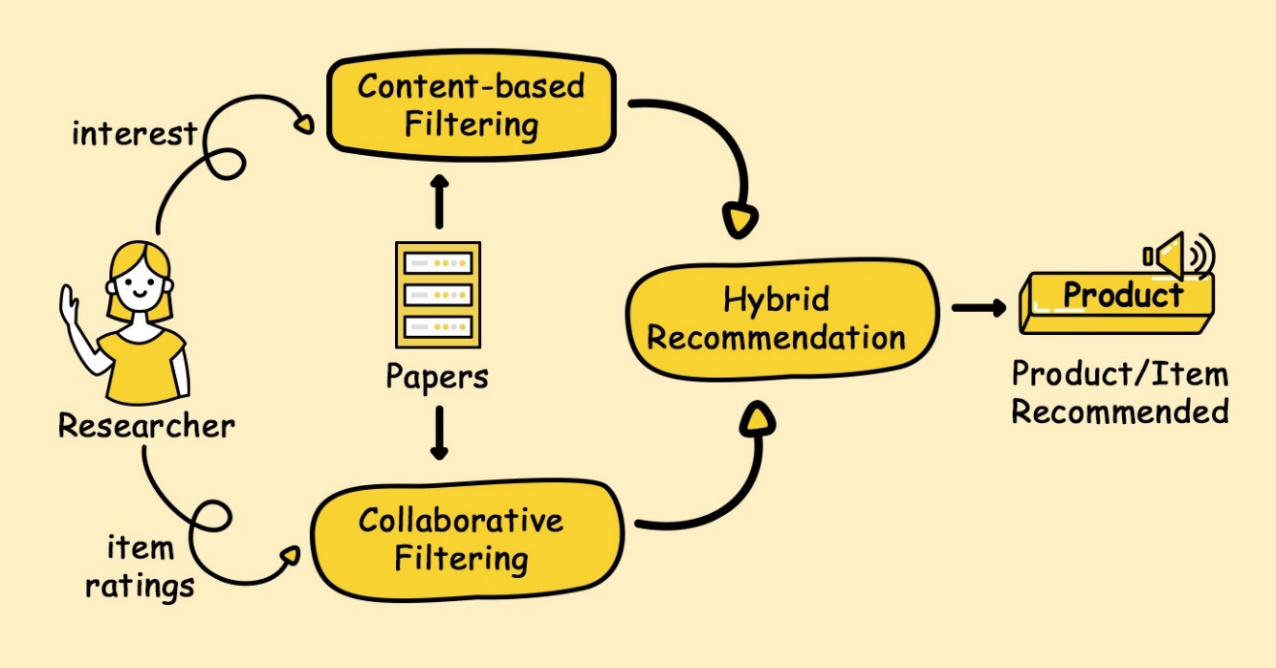 Content-based
Filtering
interest
Papers
Researcher
Hybrid
Recommendation
Product
Product/Item
Recommended
Collaborative
Filtering
item
ratings